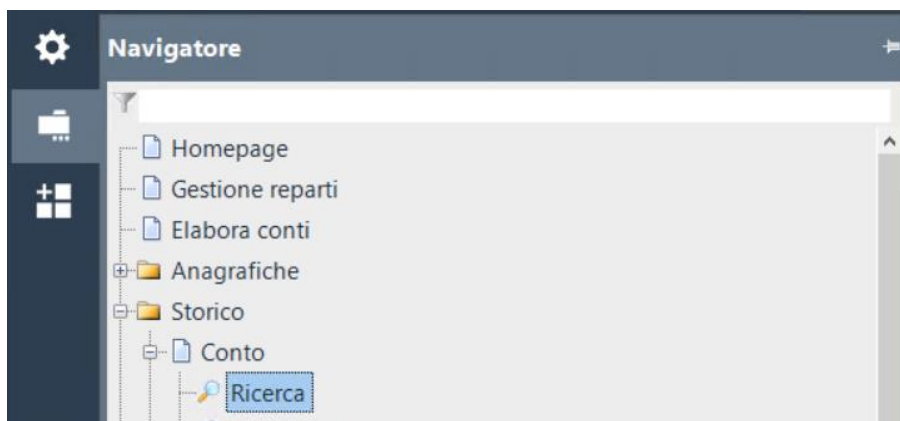 Navigatore
Homepage
Gestione reparti
Elabora conti
Anagrafiche
Storico
Conto
Ricerca